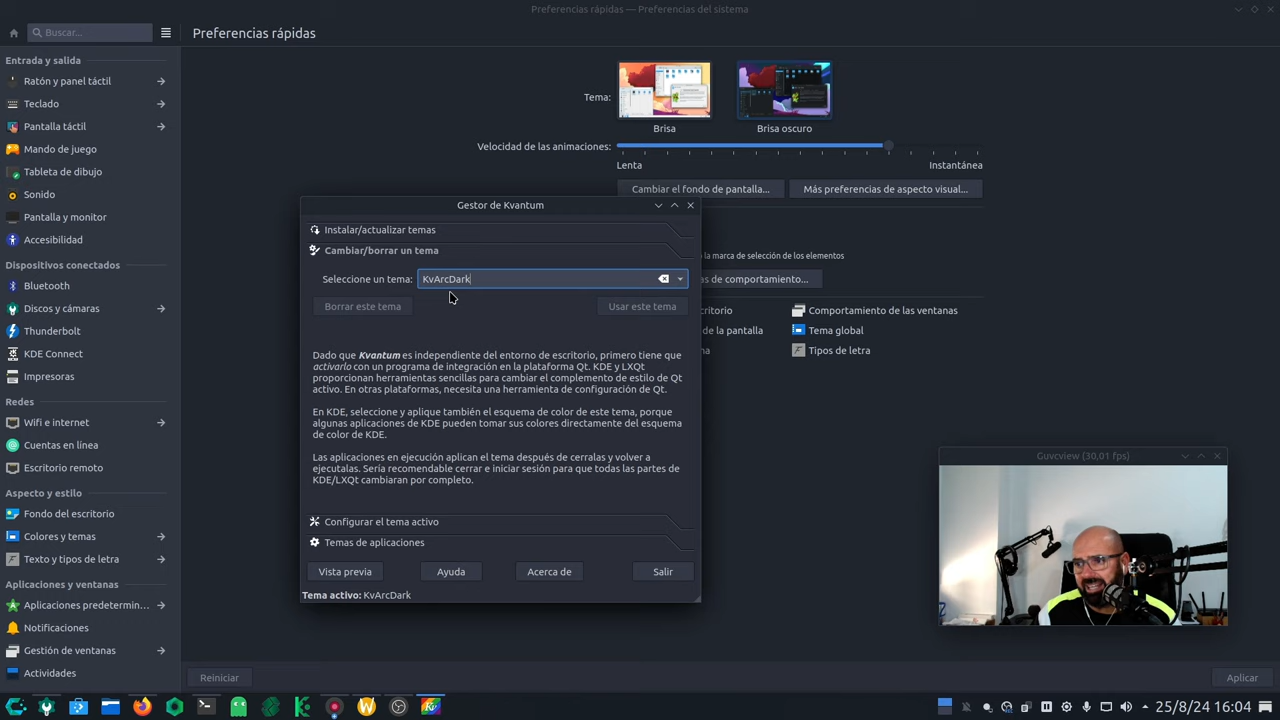 Preferencias rápidas — Preferencias del sistema
Buscar...
Preferencias rápidas
Entrada y salida
Ratón y panel táctil
Teclado
Pantalla táctil
Mando de juego
Tableta de dibujo
Sonido
Pantalla y monitor
Accesibilidad
Dispositivos conectados
Bluetooth
Discos y cámaras
Thunderbolt
KDE Connect
Impresoras
Redes
Wifi e internet
Cuentas en línea
Escritorio remoto
Aspecto y estilo
Fondo del escritorio
Colores y temas
Texto y tipos de letra
Aplicaciones y ventanas
Aplicaciones predetermin...
Notificaciones
Gestión de ventanas
Actividades
Tema:
Brisa
Brisa oscuro
Velocidad de las animaciones:
Lenta
Instantánea
Cambiar el fondo de pantalla...
Más preferencias de aspecto visual...
la marca de selección de los elementos
as de comportamiento...
critorio
Comportamiento de las ventanas
de la pantalla
Tema global
ma
Tipos de letra
Gestor de Kvantum
Instalar/actualizar temas
Cambiar/borrar un tema
Seleccione un tema:
KvArcDark
Borrar este tema
Usar este tema
Dado que Kvantum es independiente del entorno de escritorio, primero tiene que
activarlo con un programa de integración en la plataforma Qt. KDE y LXQt
proporcionan herramientas sencillas para cambiar el complemento de estilo de Qt
activo. En otras plataformas, necesita una herramienta de configuración de Qt.
En KDE, seleccione y aplique también el esquema de color de este tema, porque
algunas aplicaciones de KDE pueden tomar sus colores directamente del esquema
de color de KDE.
Las aplicaciones en ejecución aplican el tema después de cerralas y volver a
ejecutalas. Sería recomendable cerrar e iniciar sesión para que todas las partes de
KDE/LXQt cambiaran por completo.
Configurar el tema activo
Temas de aplicaciones
Vista previa
Ayuda
Acerca de
Salir
Tema activo: KvArcDark
Guvcview (30,01 fps)
Reiniciar
Aplicar
25/8/24 16:04